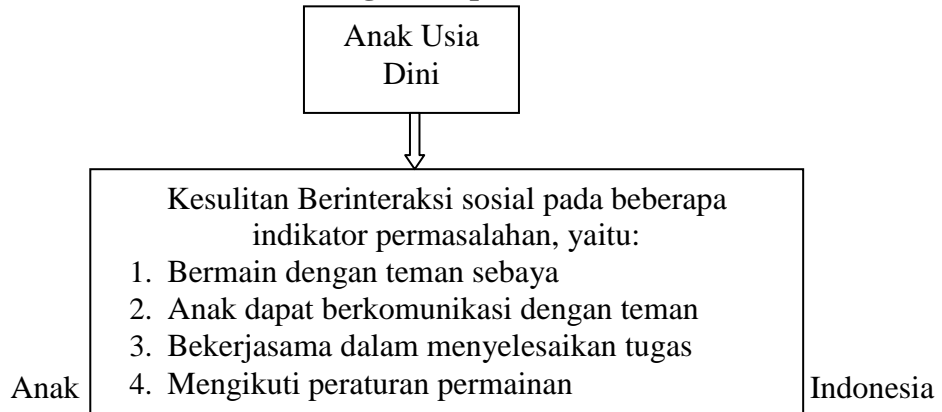 Anak Usia
Dini
Kesulitan Berinteraksi sosial pada beberapa
indikator permasalahan, yaitu:
1. Bermain dengan teman sebaya
2. Anak dapat berkomunikasi dengan teman
3. Bekerjasama dalam menyelesaikan tugas
Anak 4. Mengikuti peraturan permainan Indonesia